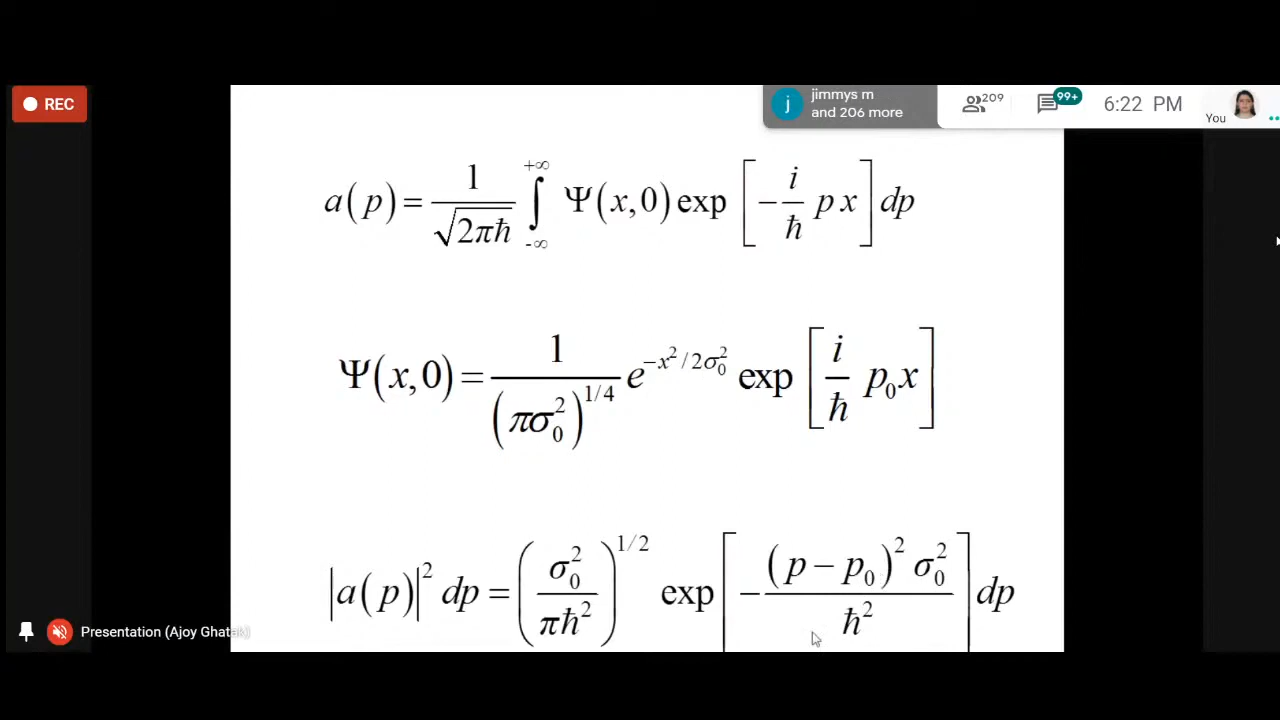 REC
j jimmys m
and 206 more
209
99+
6:22 PM
You
a(p) = 1/√(2πħ) ∫_{-∞}^{+∞} Ψ(x,0) exp[−(i/ħ) p x] dp
Ψ(x,0) = 1/(πσ₀²)^{1/4} e^{−x²/2σ₀²} exp[(i/ħ) p₀x]
|a(p)|² dp = (σ₀²/πħ²)^{1/2} exp[−(p − p₀)² σ₀²/ħ²] dp
Presentation (Ajoy Ghatak)